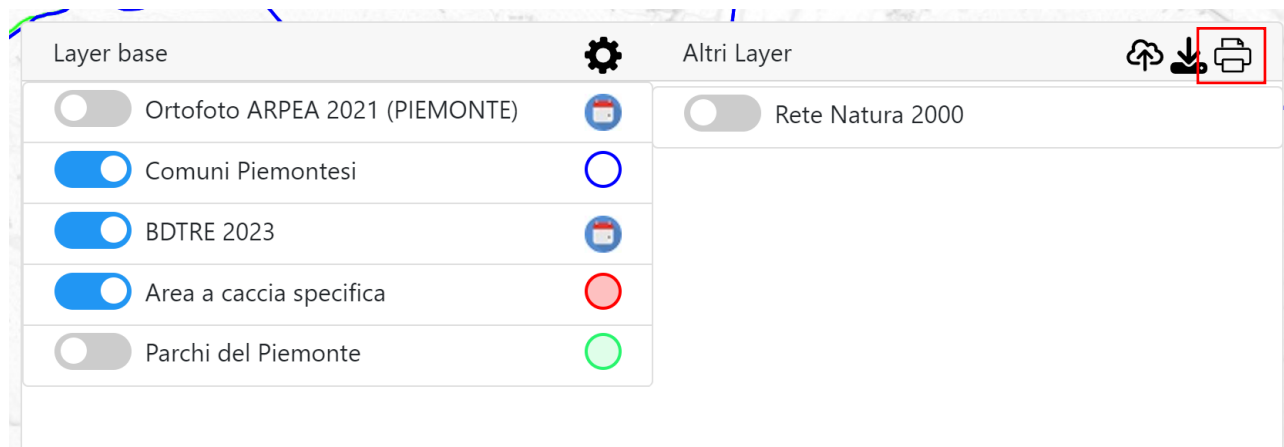 Layer base
Altri Layer
Ortofoto ARPEA 2021 (PIEMONTE)
Rete Natura 2000
Comuni Piemontesi
BDTRE 2023
Area a caccia specifica
Parchi del Piemonte